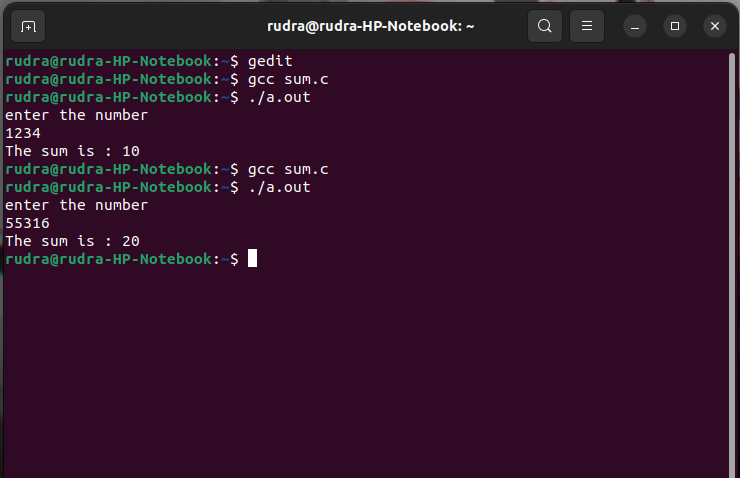 rudra@rudra-HP-Notebook: ~
rudra@rudra-HP-Notebook:~$ gedit
rudra@rudra-HP-Notebook:~$ gcc sum.c
rudra@rudra-HP-Notebook:~$ ./a.out
enter the number
1234
The sum is : 10
rudra@rudra-HP-Notebook:~$ gcc sum.c
rudra@rudra-HP-Notebook:~$ ./a.out
enter the number
55316
The sum is : 20
rudra@rudra-HP-Notebook:~$